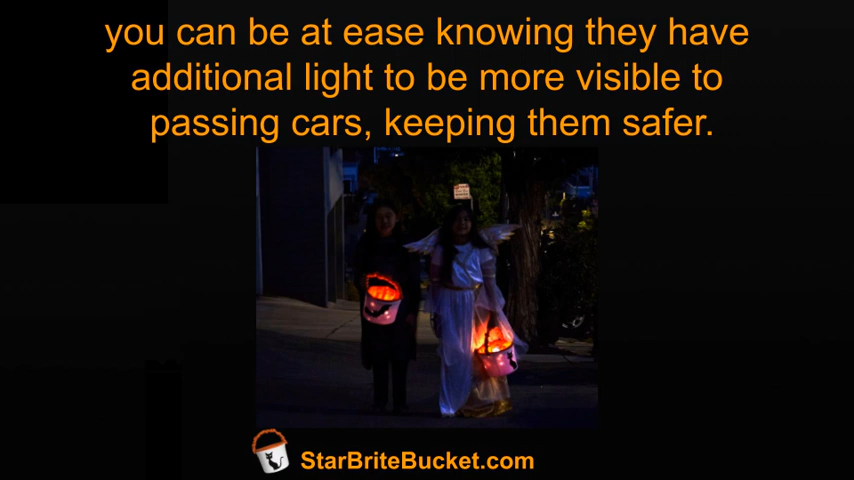 you can be at ease knowing they have
additional light to be more visible to
passing cars, keeping them safer.
StarBriteBucket.com